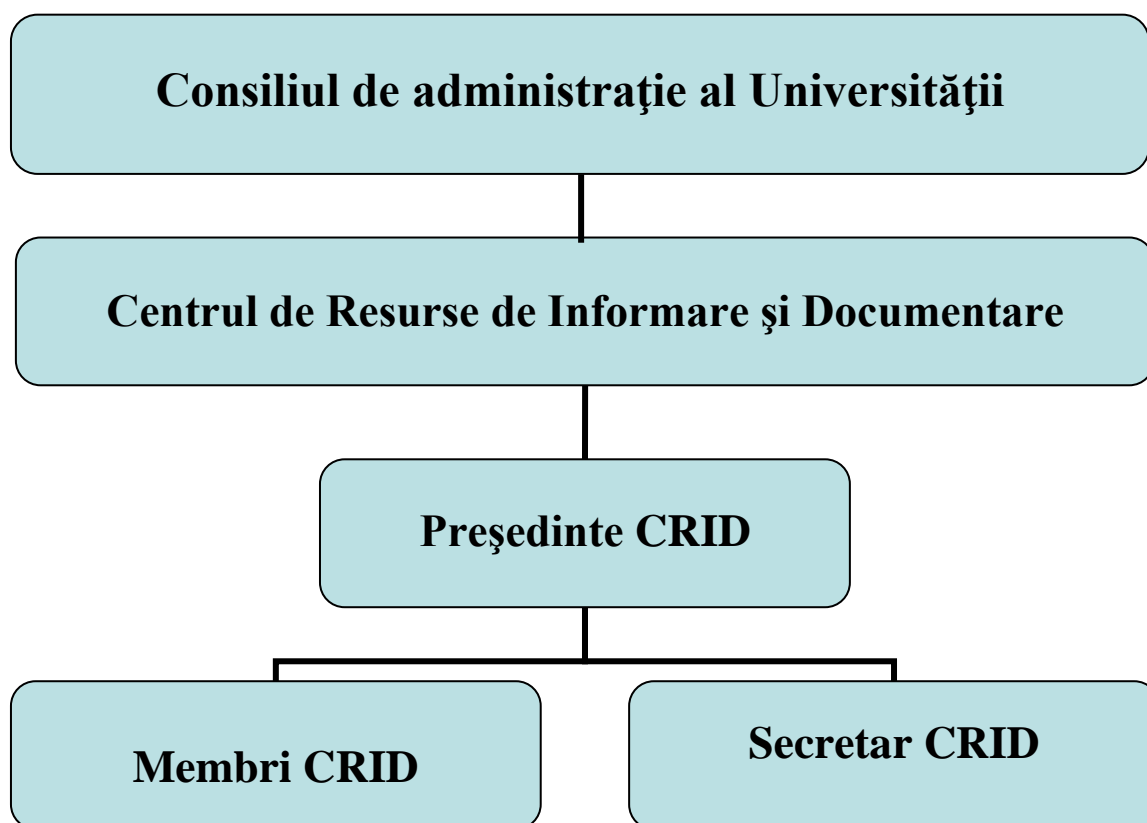 Consiliul de administraţie al Universităţii
Centrul de Resurse de Informare şi Documentare
Preşedinte CRID
Membri CRID
Secretar CRID